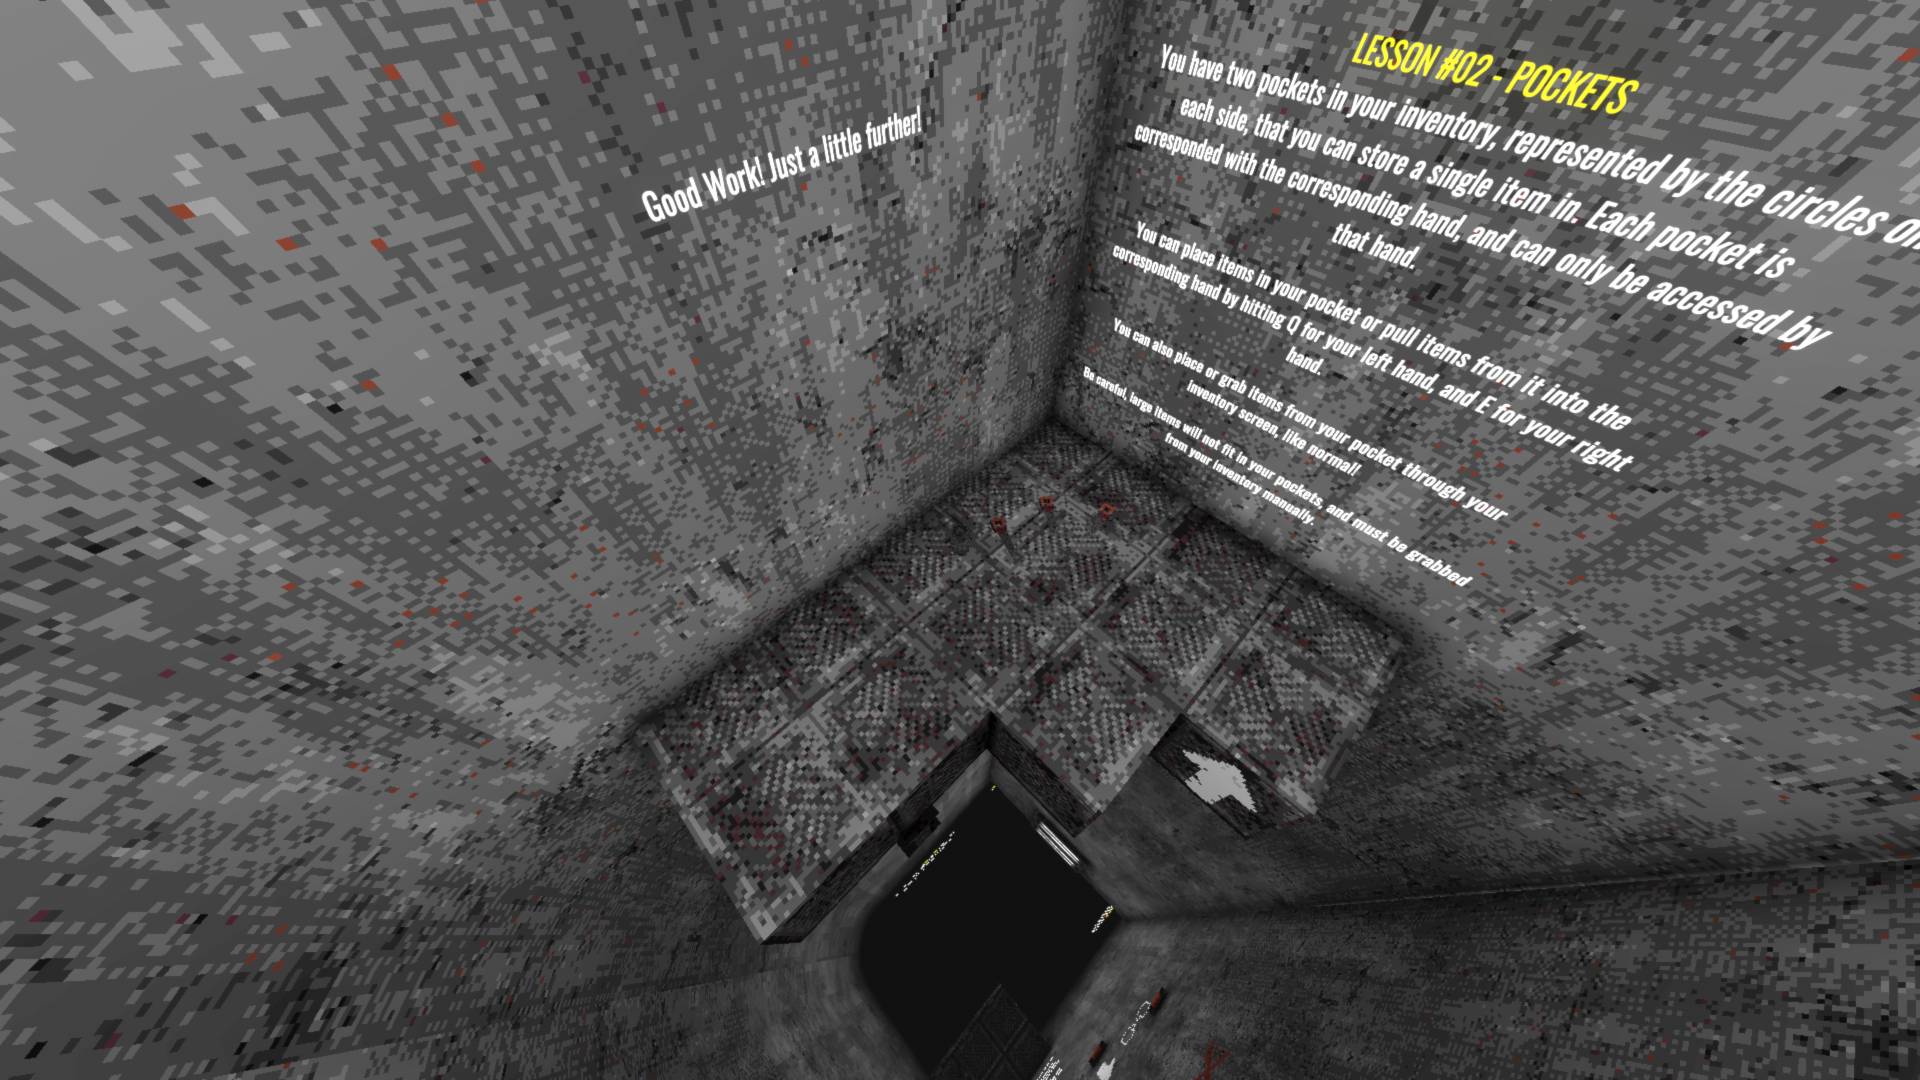 Good Work! Just a little further!
LESSON #02 - POCKETS
You have two pockets in your inventory, represented by the circles on
each side, that you can store a single item in. Each pocket is
corresponded with the corresponding hand, and can only be accessed by
that hand.
You can place items in your pocket or pull items from it into the
corresponding hand by hitting Q for your left hand, and E for your right
hand.
You can also place or grab items from your pocket through your
inventory screen, like normal!
Be careful, large items will not fit in your pockets, and must be grabbed
from your inventory manually.